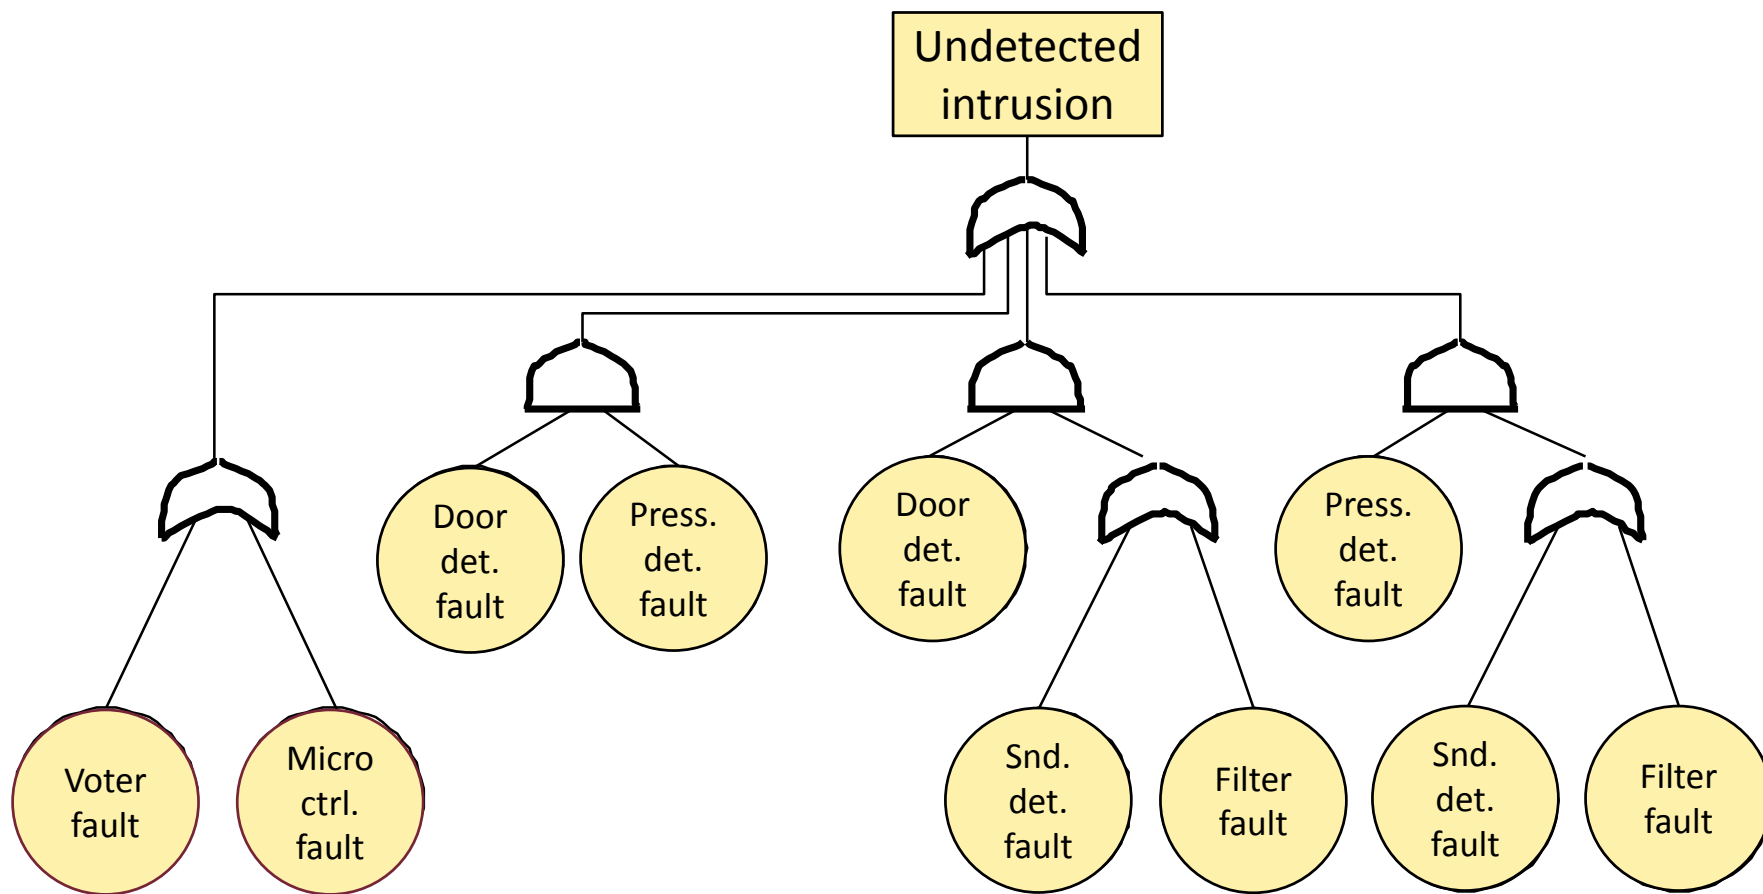 Undetected
intrusion
Door
det.
fault
Press.
det.
fault
Door
det.
fault
Press.
det.
fault
Voter
fault
Micro
ctrl.
fault
Snd.
det.
fault
Filter
fault
Snd.
det.
fault
Filter
fault